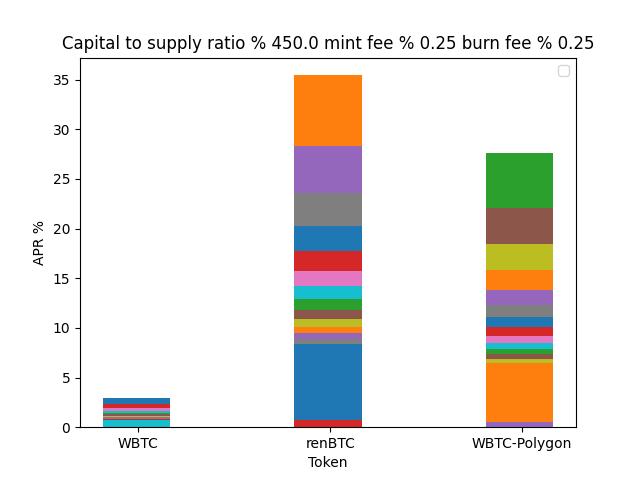 Capital to supply ratio % 450.0 mint fee % 0.25 burn fee % 0.25
35
30
25
20
15
10
5
0
APR %
WBTC renBTC WBTC-Polygon
Token